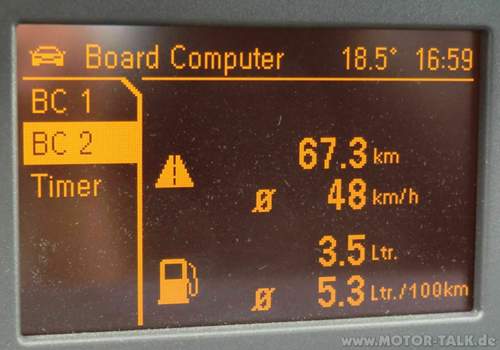 Board Computer 18.5° 16:59
BC 1
BC 2
Timer
67.3 km
Ø 48 km/h
3.5 Ltr.
Ø 5.3 Ltr./100km
www.MOTOR-TALK.de